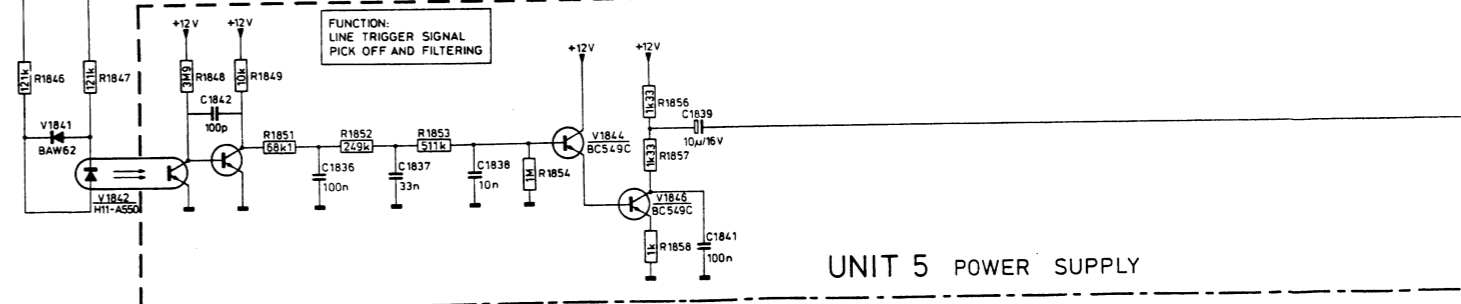 +12V
+12V
FUNCTION:
LINE TRIGGER SIGNAL
PICK OFF AND FILTERING
121k
R1846
121k
R1847
3M9
R1848
10k
R1849
C1842
100p
V1841
BAW62
V1842
H11-A550
R1851
68k1
R1852
249k
R1853
511k
C1836
100n
C1837
33n
C1838
10n
1M
R1854
+12V
+12V
V1844
BC549C
1k33
R1856
C1839
10µ/16V
1k33
R1857
V1846
BC549C
1k
R1858
C1841
100n
UNIT 5 POWER SUPPLY